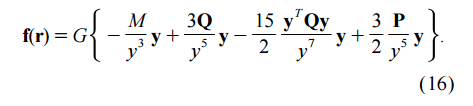 f(r) = G{ - M/y³ y + 3Q/y⁵ y - 15/2 yᵀQy/y⁷ y + 3/2 P/y⁵ y }.
(16)